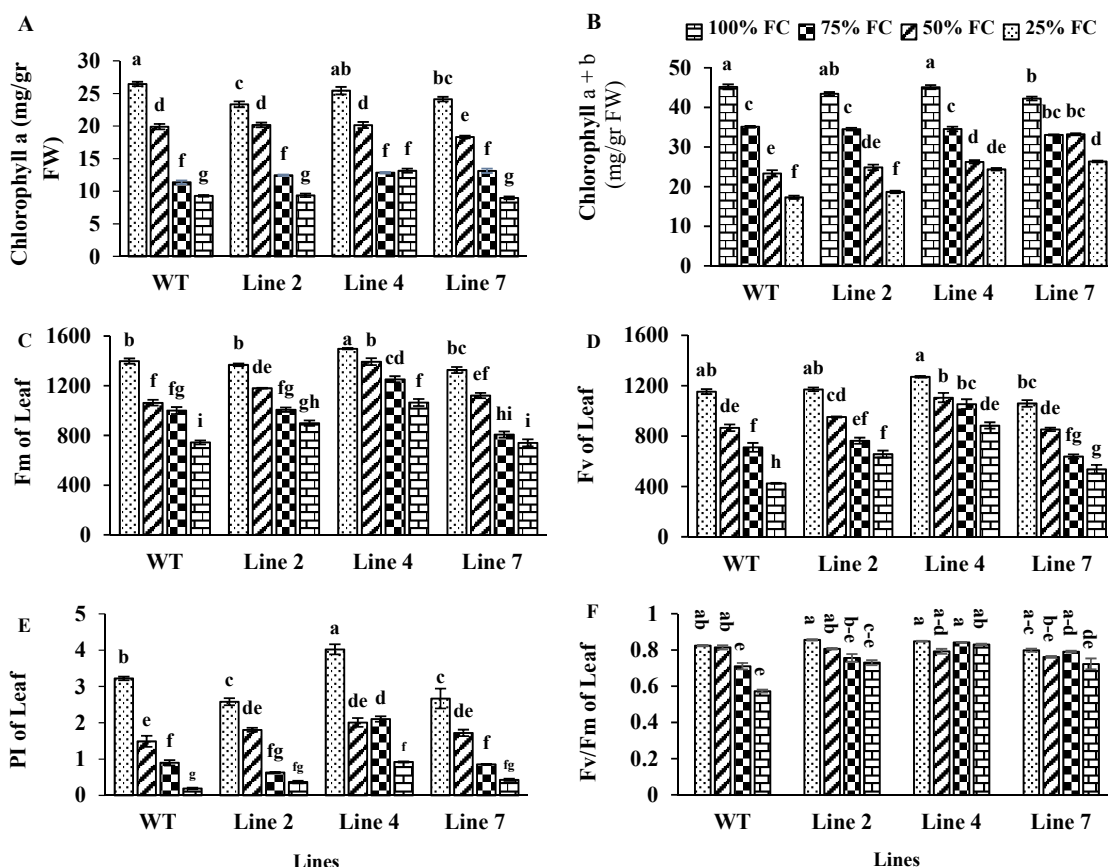 A
Chlorophyll a (mg/gr
FW)
30
25
20
15
10
5
0
a
d
f
g
c
d
f
g
ab
d
f
f
bc
e
f
g
WT
Line 2
Line 4
Line 7
B
100% FC
75% FC
50% FC
25% FC
Chlorophyll a + b
(mg/gr FW)
50
40
30
20
10
0
a
c
e
f
ab
c
de
f
a
c
d
de
b
bc
bc
d
WT
Line 2
Line 4
Line 7
C
Fm of Leaf
1600
1200
800
400
0
b
f
fg
i
b
de
fg
gh
a
b
cd
f
bc
ef
hi
i
WT
Line 2
Line 4
Line 7
D
Fv of Leaf
1600
1200
800
400
0
ab
de
f
h
ab
cd
ef
f
a
b
bc
de
bc
de
fg
g
WT
Line 2
Line 4
Line 7
E
PI of Leaf
5
4
3
2
1
0
b
e
f
g
c
de
fg
fg
a
de
d
f
c
de
f
fg
WT
Line 2
Line 4
Line 7
Lines
F
Fv/Fm of Leaf
1
0.8
0.6
0.4
0.2
0
ab
ab
e
e
a
ab
b-e
c-e
a
a-d
a
ab
a-c
b-e
a-d
de
WT
Line 2
Line 4
Line 7
Lines